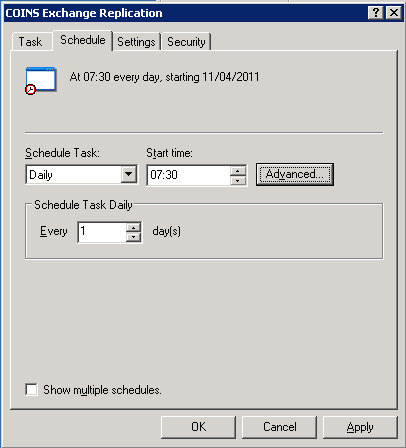 COINS Exchange Replication
Task Schedule Settings Security
At 07:30 every day, starting 11/04/2011
Schedule Task: Start time:
Daily 07:30 Advanced...
Schedule Task Daily
Every 1 day(s)
Show multiple schedules.
OK Cancel Apply